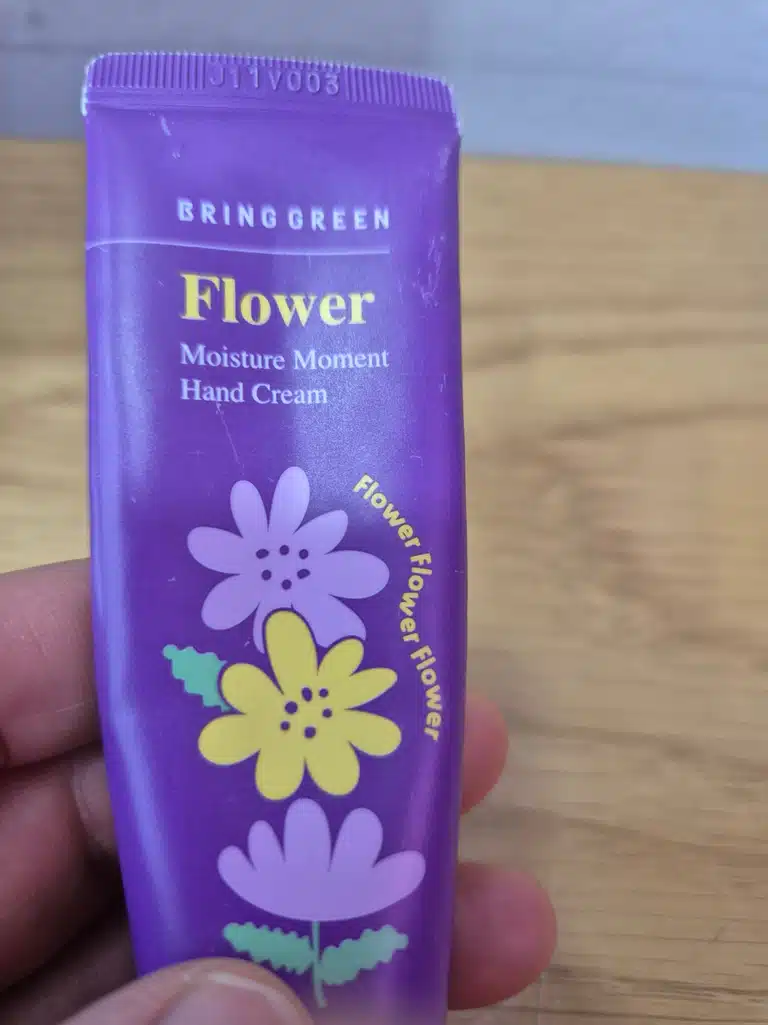 J11V003
BRING GREEN
Flower
Moisture Moment
Hand Cream
Flower Flower Flower